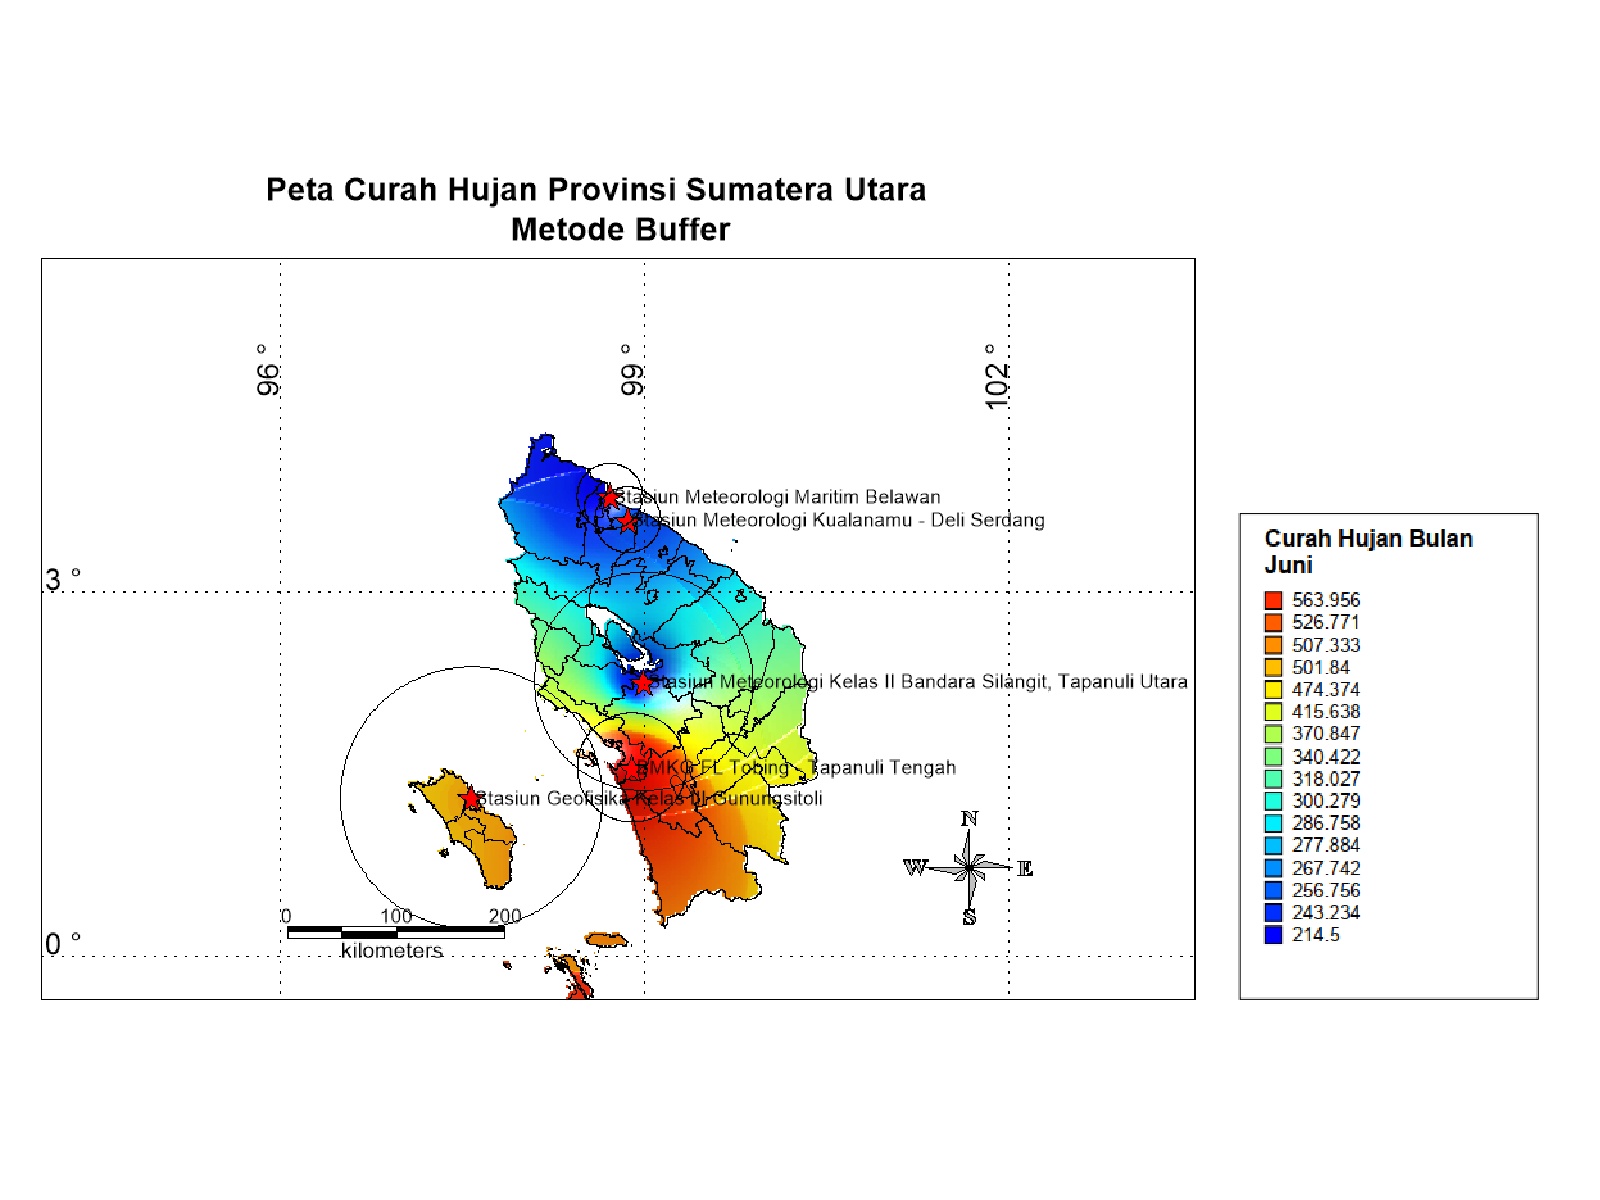 Peta Curah Hujan Provinsi Sumatera Utara
Metode Buffer
96 °
99 °
102 °
Stasiun Meteorologi Maritim Belawan
Stasiun Meteorologi Kualanamu - Deli Serdang
3 °
Stasiun Meteorologi Kelas II Bandara Silangit, Tapanuli Utara
BMKG FL Tobing - Tapanuli Tengah
Stasiun Geofisika Kelas III Gunungsitoli
N
W
E
S
0
100
200
kilometers
0 °
Curah Hujan Bulan
Juni
563.956
526.771
507.333
501.84
474.374
415.638
370.847
340.422
318.027
300.279
286.758
277.884
267.742
256.756
243.234
214.5